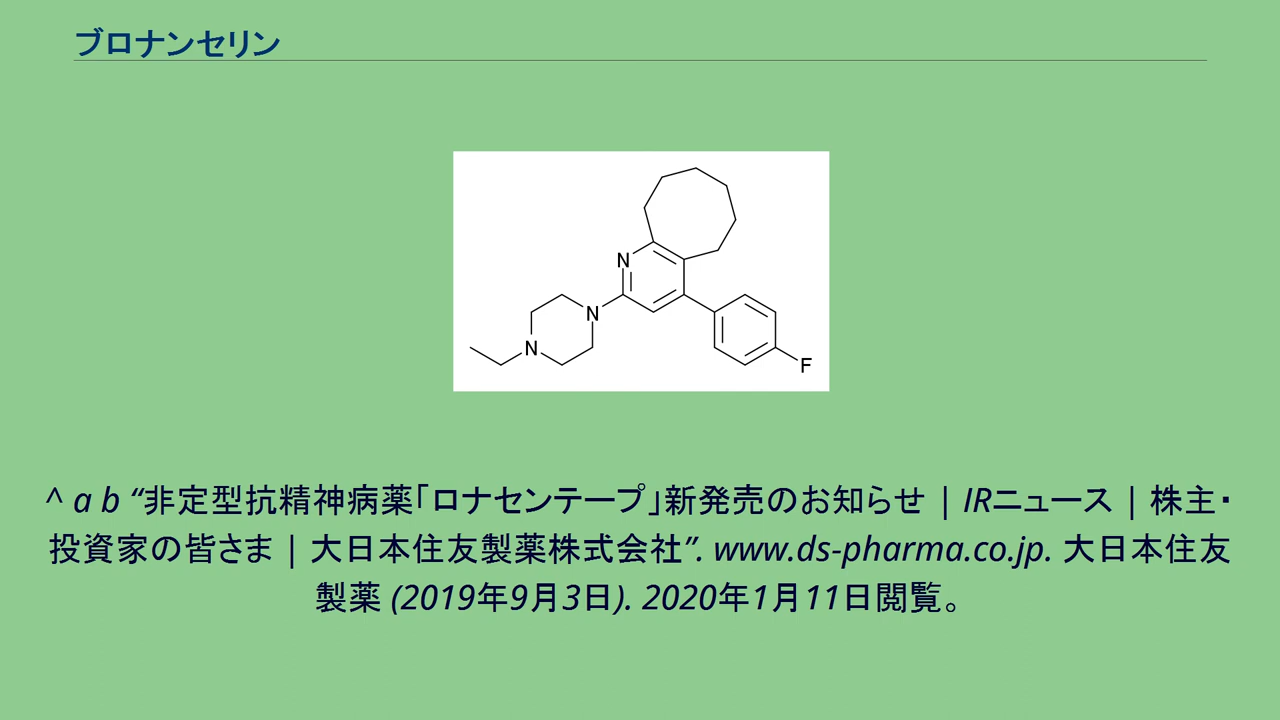 ブロナンセリン
N
N
N
F
^ a b “非定型抗精神病薬「ロナセンテープ」新発売のお知らせ | IRニュース | 株主・
投資家の皆さま | 大日本住友製薬株式会社”. www.ds-pharma.co.jp. 大日本住友
製薬 (2019年9月3日). 2020年1月11日閲覧。